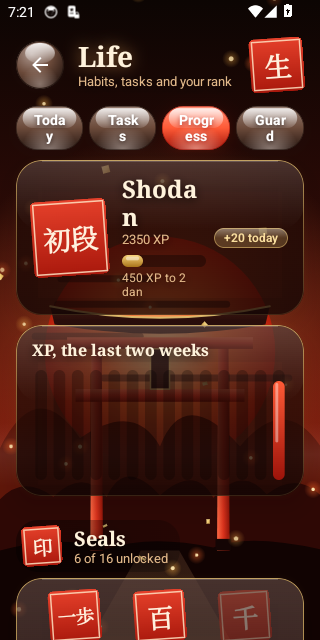 7:21
Life
生
Habits, tasks and your rank
Toda
y
Task
s
Progr
ess
Guar
d
初段
Shoda
n
2350 XP
+20 today
450 XP to 2
dan
XP, the last two weeks
印
Seals
6 of 16 unlocked
一歩
百
千